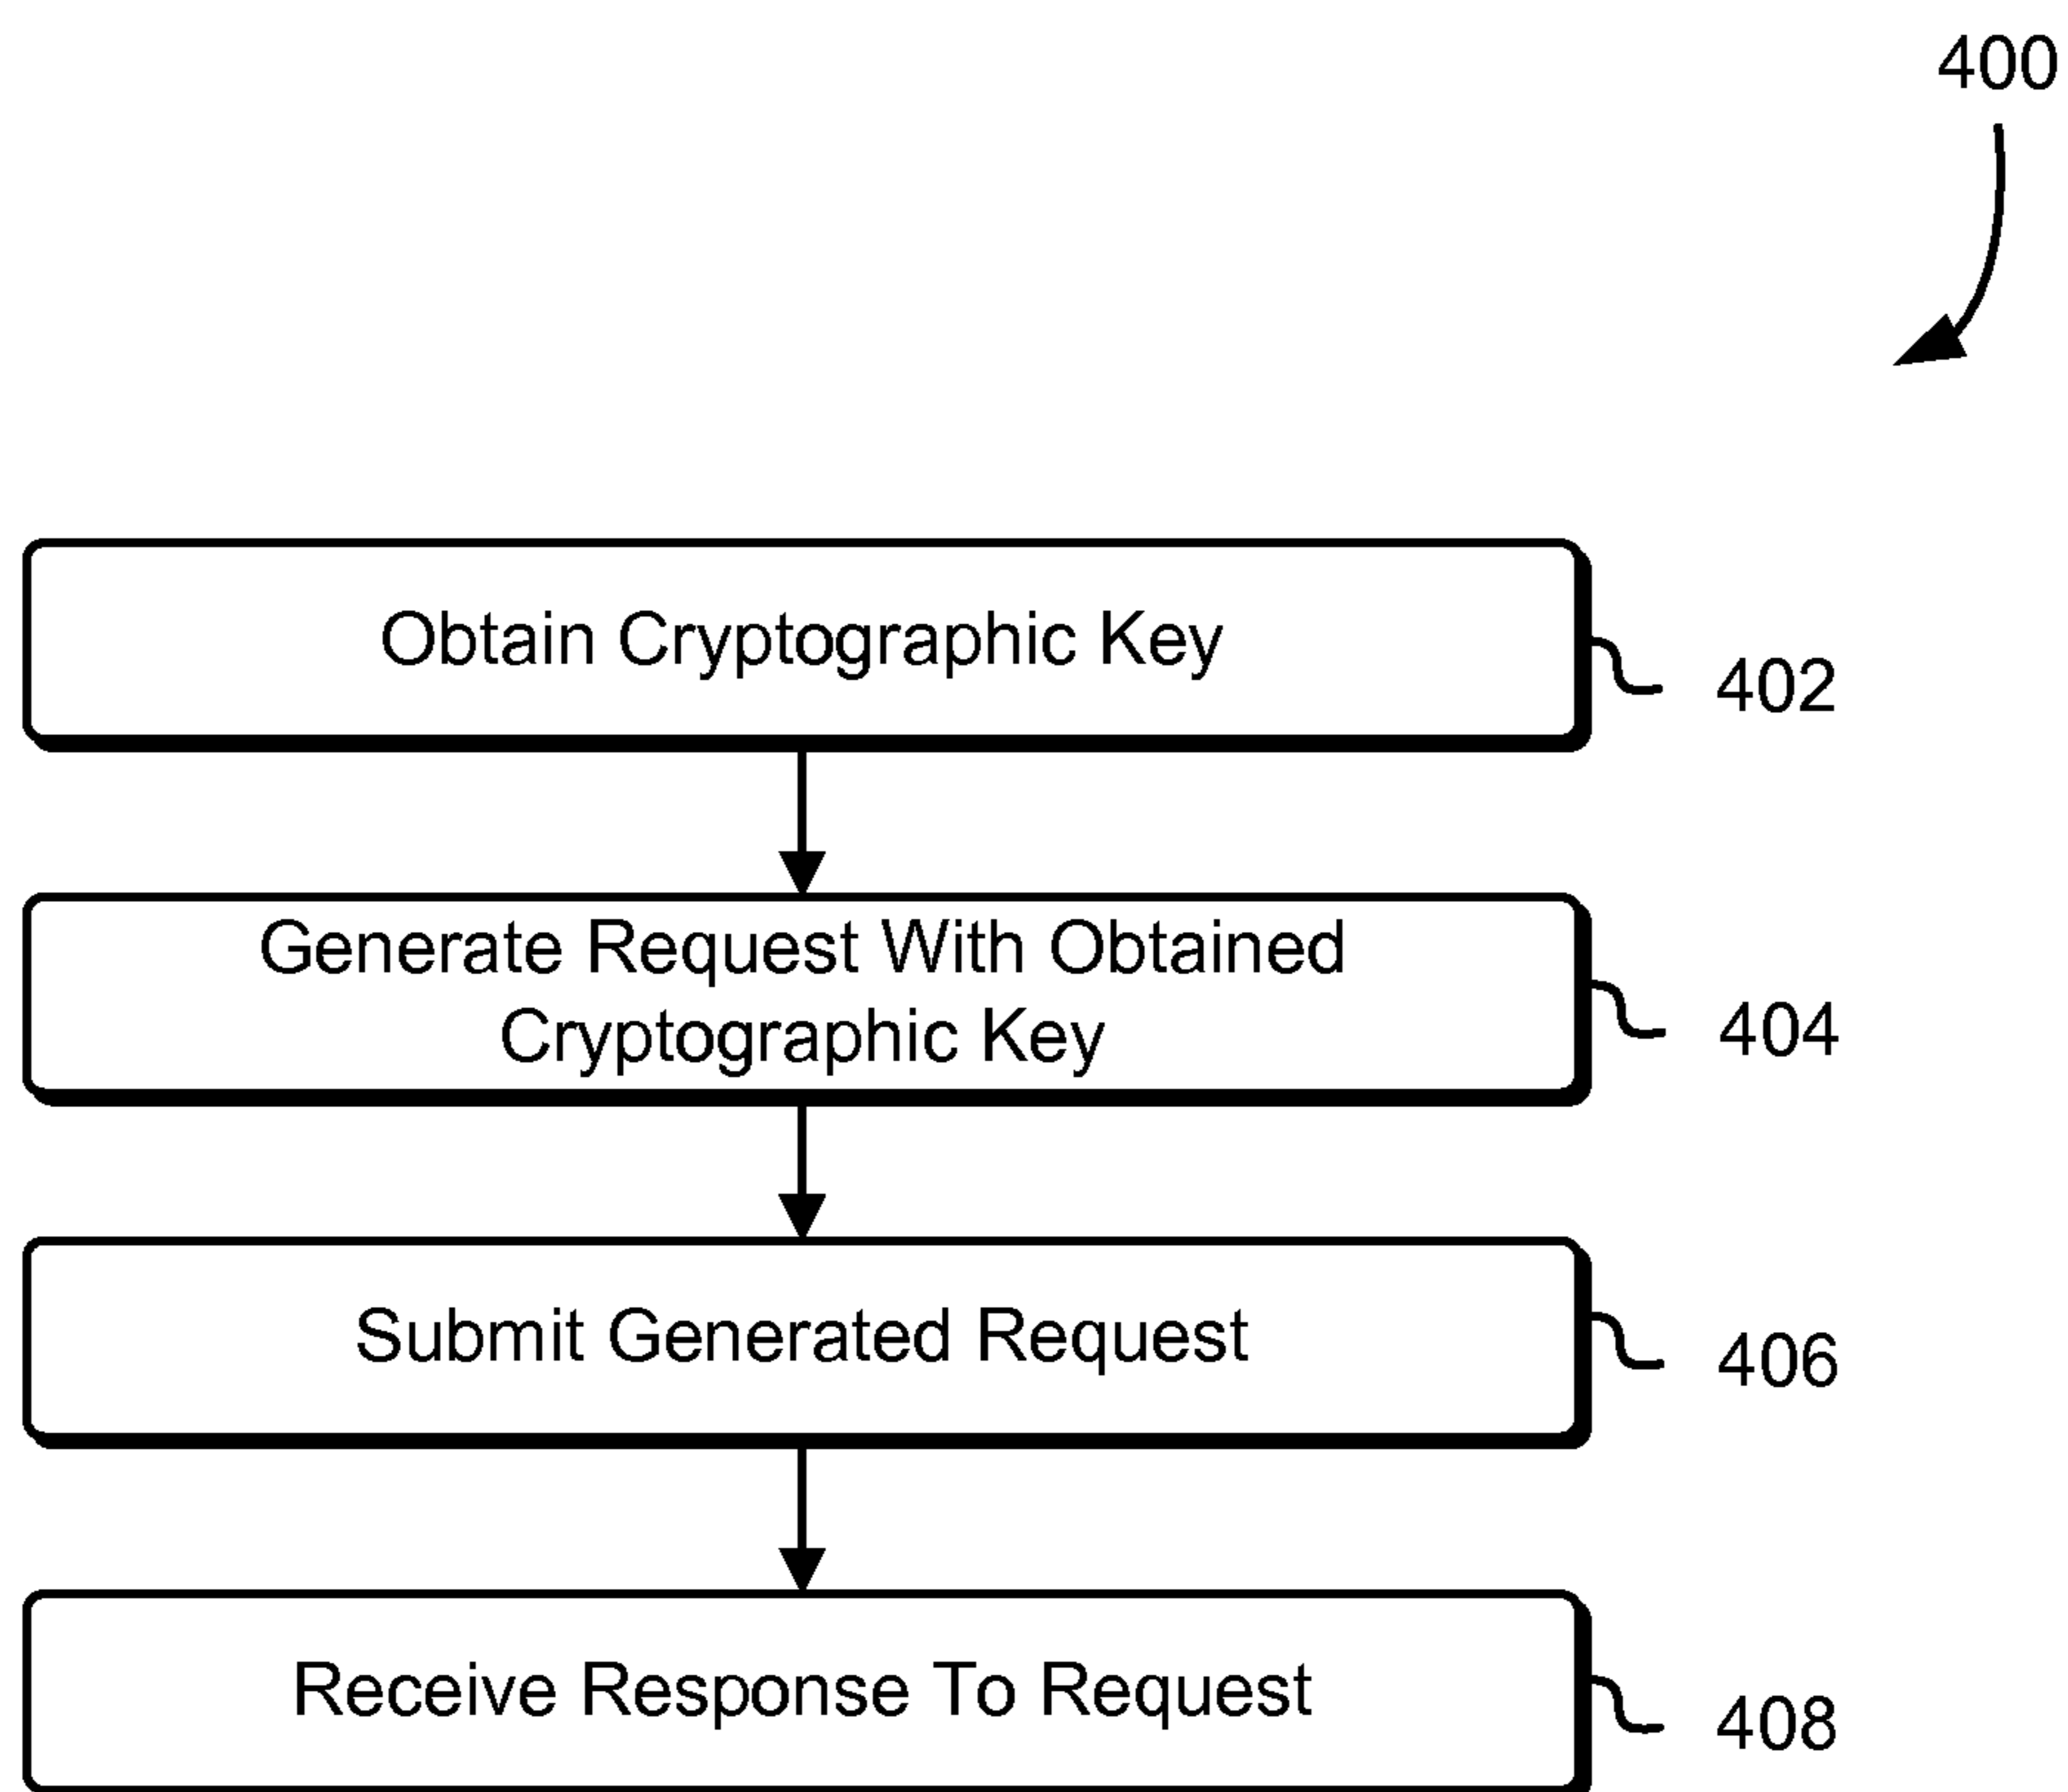 400
Obtain Cryptographic Key
402
Generate Request With Obtained
Cryptographic Key
404
Submit Generated Request
406
Receive Response To Request
408